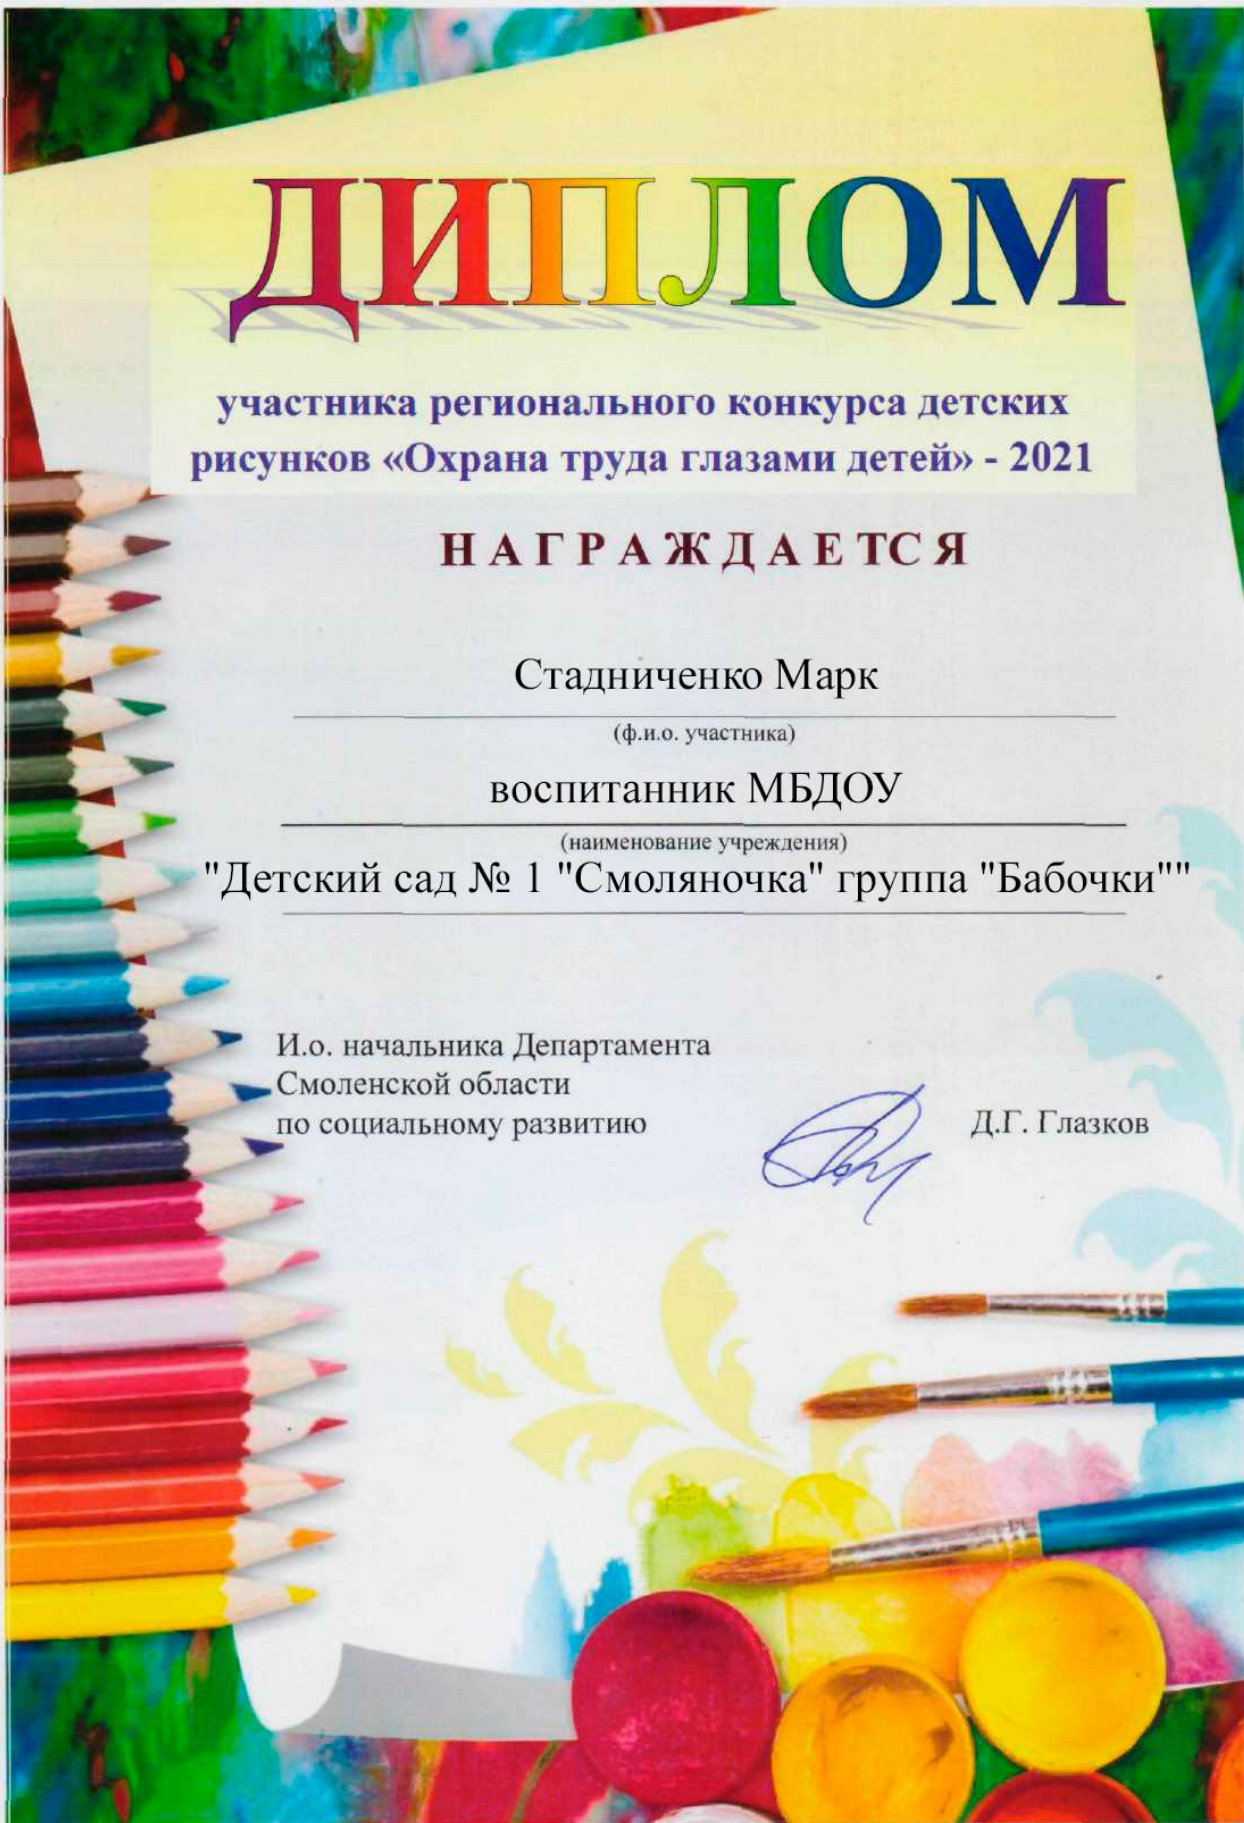 ДИПЛОМ
участника регионального конкурса детских
рисунков «Охрана труда глазами детей» - 2021
НАГРАЖДАЕТСЯ
Стадниченко Марк
(ф.и.о. участника)
воспитанник МБДОУ
(наименование учреждения)
"Детский сад № 1 "Смоляночка" группа "Бабочки""
И.о. начальника Департамента
Смоленской области
по социальному развитию
Д.Г. Глазков